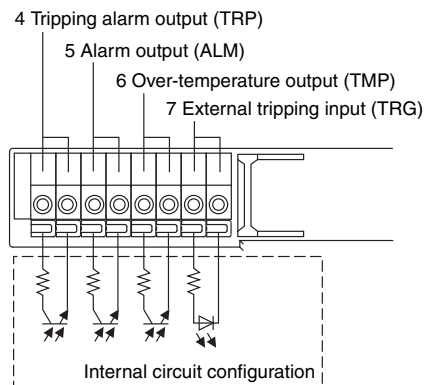 4 Tripping alarm output (TRP)
5 Alarm output (ALM)
6 Over-temperature output (TMP)
7 External tripping input (TRG)
Internal circuit configuration